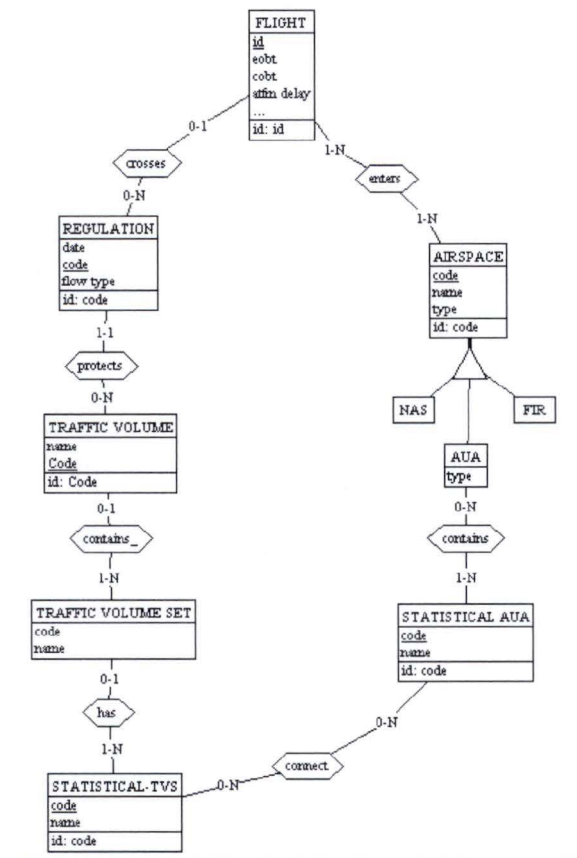 FLIGHT
id
eobt
cobt
atfm delay
...
id: id
0-1
1-N
crosses
enters
0-N
1-N
REGULATION
date
code
flow type
id: code
AIRSPACE
code
name
type
id: code
1-1
protects
0-N
NAS
FIR
TRAFFIC VOLUME
name
Code
id: Code
AUA
type
0-1
0-N
contains_
contains
1-N
1-N
TRAFFIC VOLUME SET
code
name
STATISTICAL AUA
code
name
id: code
0-1
has
0-N
1-N
connect
0-N
STATISTICAL-TVS
code
name
id: code